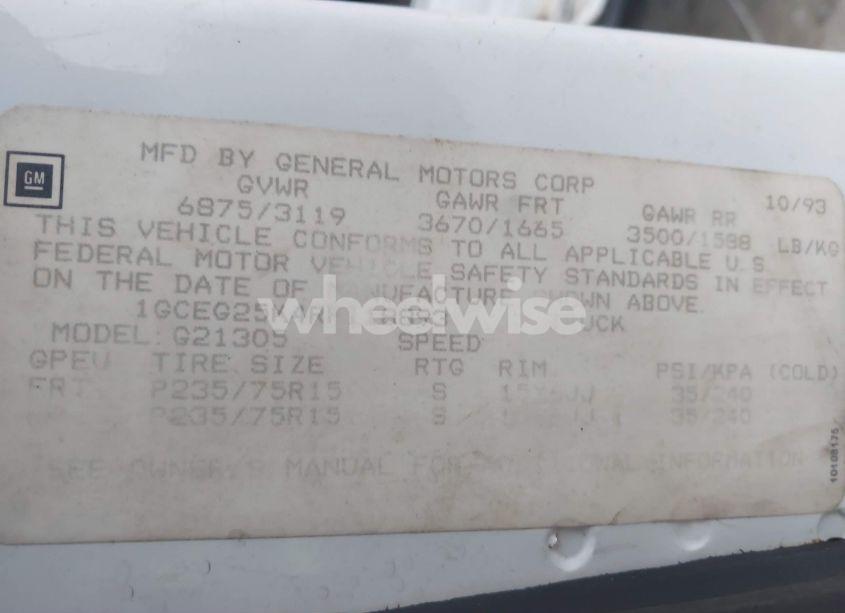 GM
MFD BY GENERAL MOTORS CORP 10/93
GVWR GAWR FRT GAWR RR
6875/3119 3670/1665 3500/1588 LB/KG
THIS VEHICLE CONFORMS TO ALL APPLICABLE U.S.
FEDERAL MOTOR VEHICLE SAFETY STANDARDS IN EFFECT
ON THE DATE OF MANUFACTURE SHOWN ABOVE.
wheelwise
MODEL: G21305 SPEED
GPEV TIRE SIZE RTG RIM PSI/KPA (COLD)
FRT P235/75R15 S 15X6JJ 35/240
P235/75R15 S 35/240
SEE OWNER'S MANUAL FOR ADDITIONAL INFORMATION
10108175